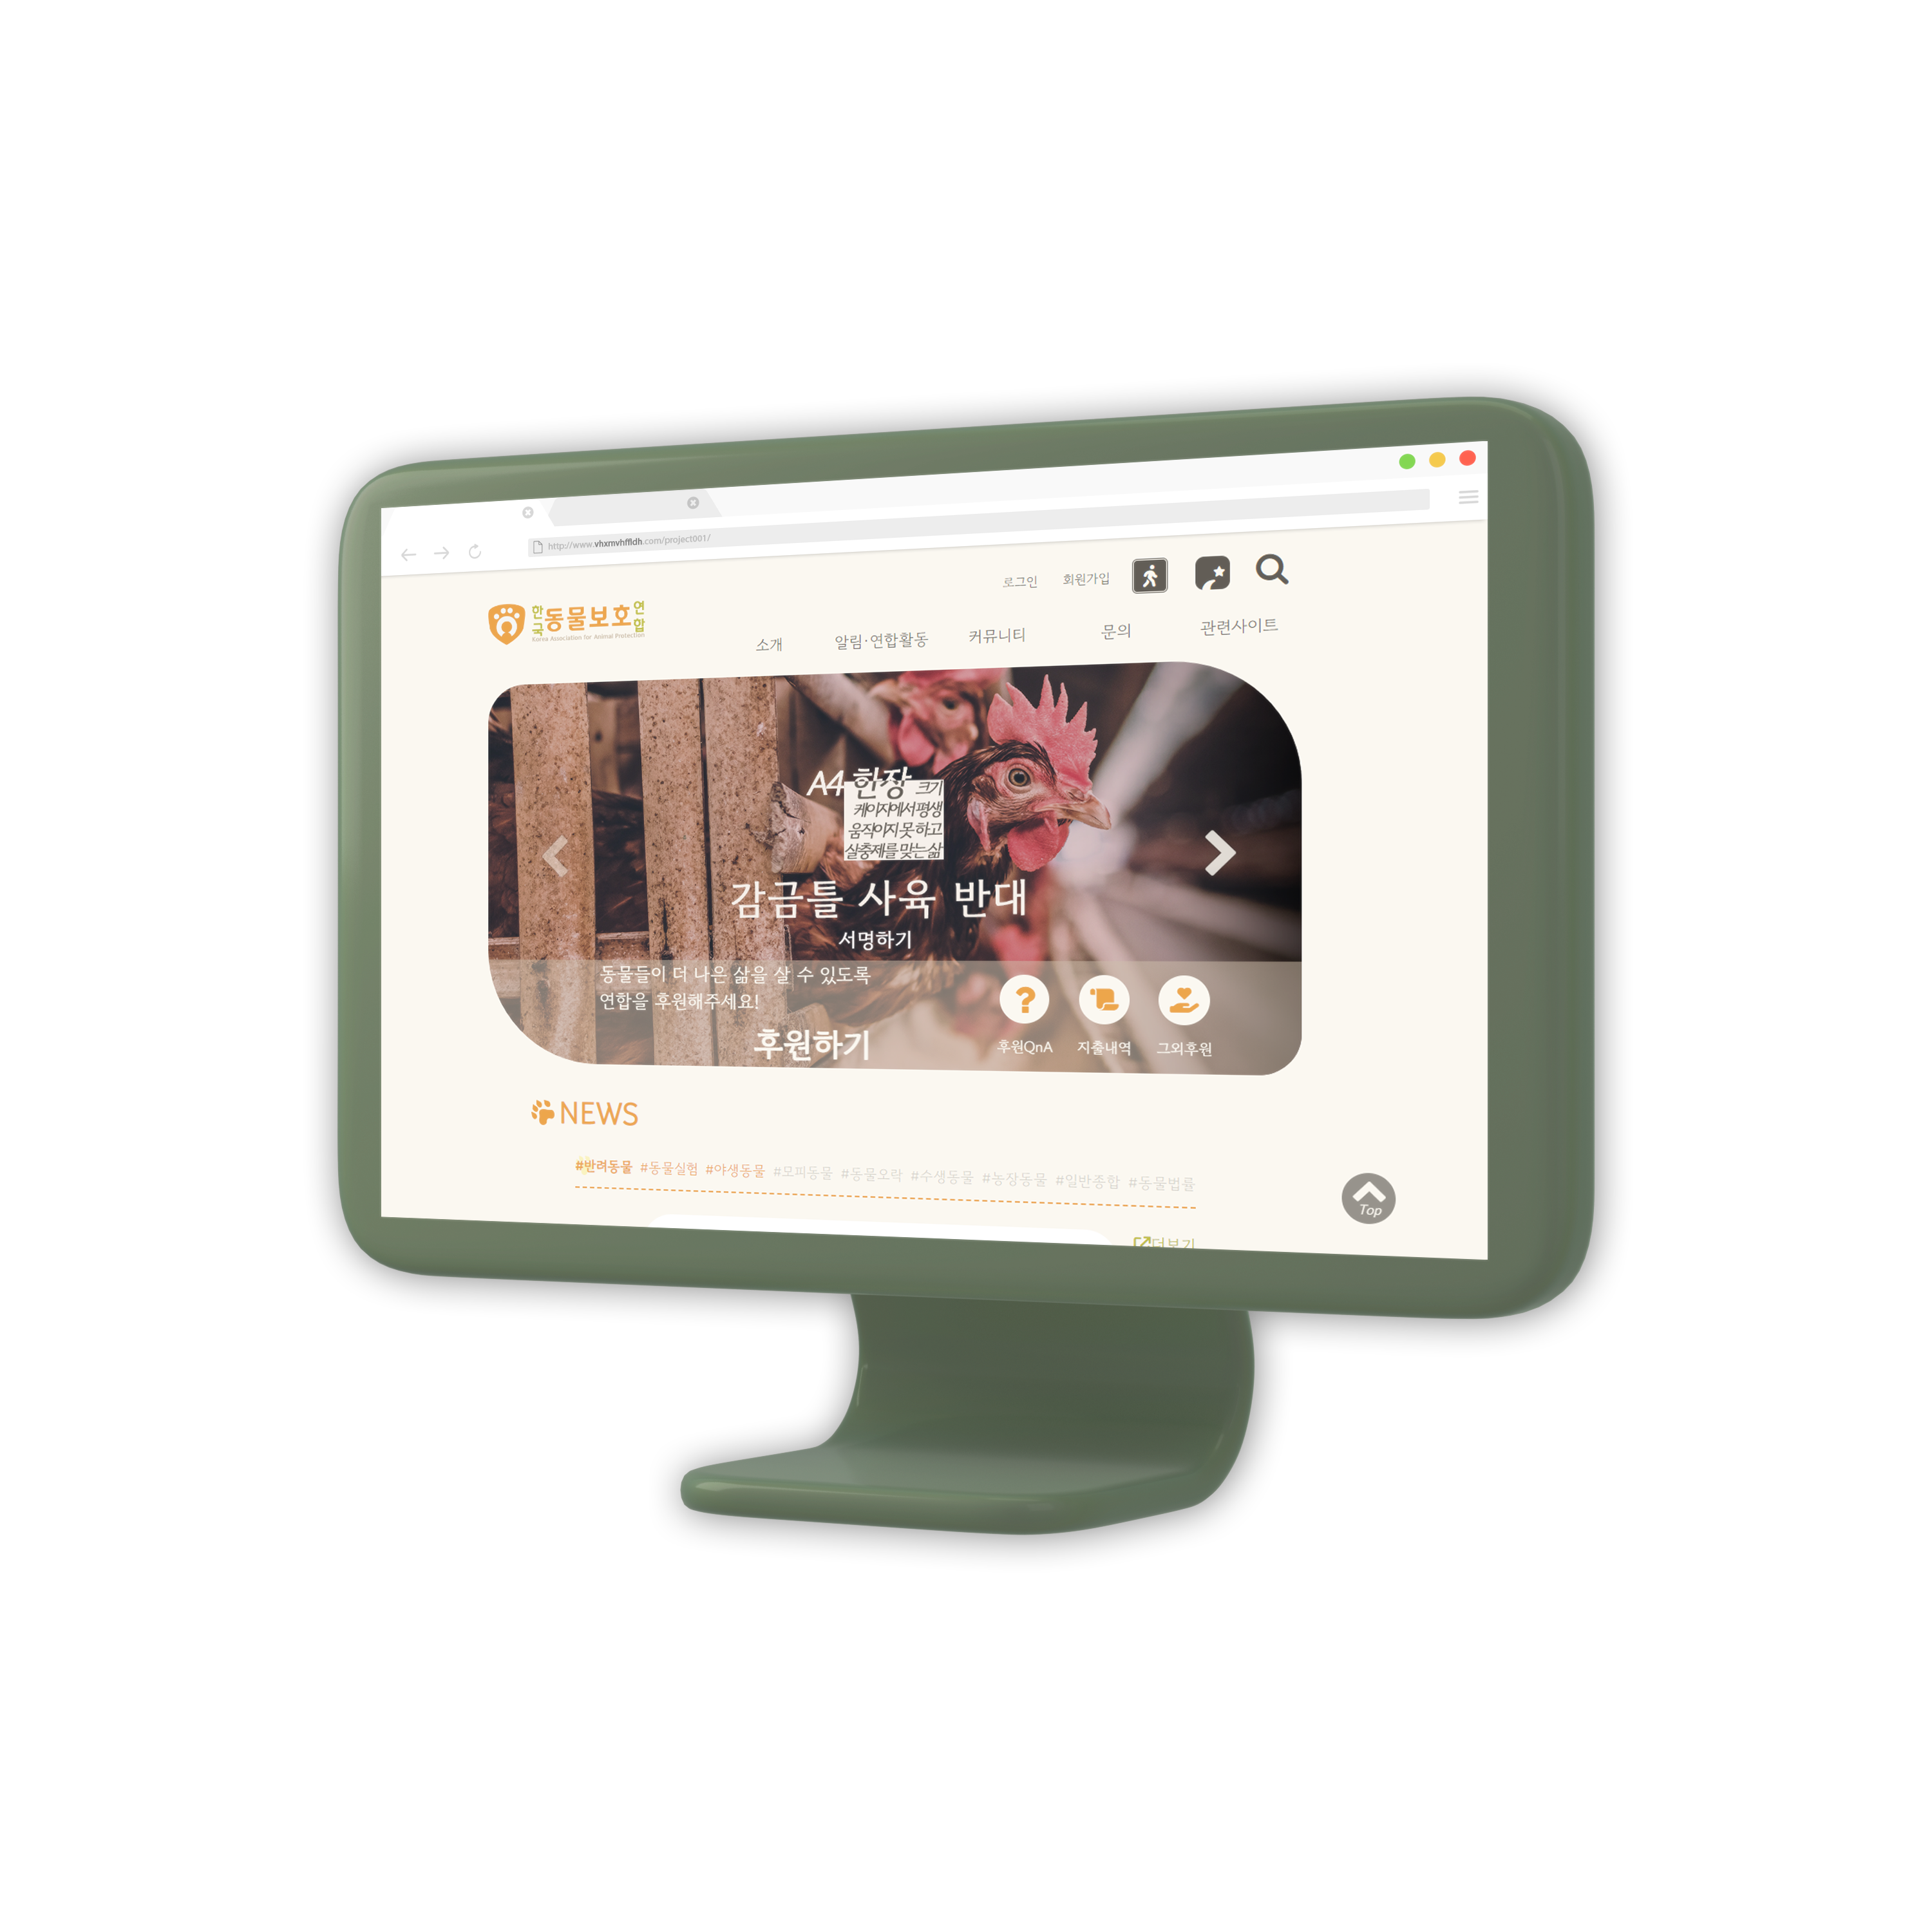 http://www.vhxmvhffldh.com/project001/
로그인 회원가입
한국동물보호연합
Korea Association for Animal Protection
소개 알림·연합활동 커뮤니티 문의 관련사이트
A4 한장 크기
케이지에서 평생
움직이지 못 하고
살충제를 맞는 삶
감금틀 사육 반대
서명하기
동물들이 더 나은 삶을 살 수 있도록
연합을 후원해주세요!
후원하기
후원QnA 지출내역 그외후원
NEWS
#반려동물 #동물실험 #야생동물 #모피동물 #동물오락 #수생동물 #농장동물 #일반종합 #동물법률
Top
더보기